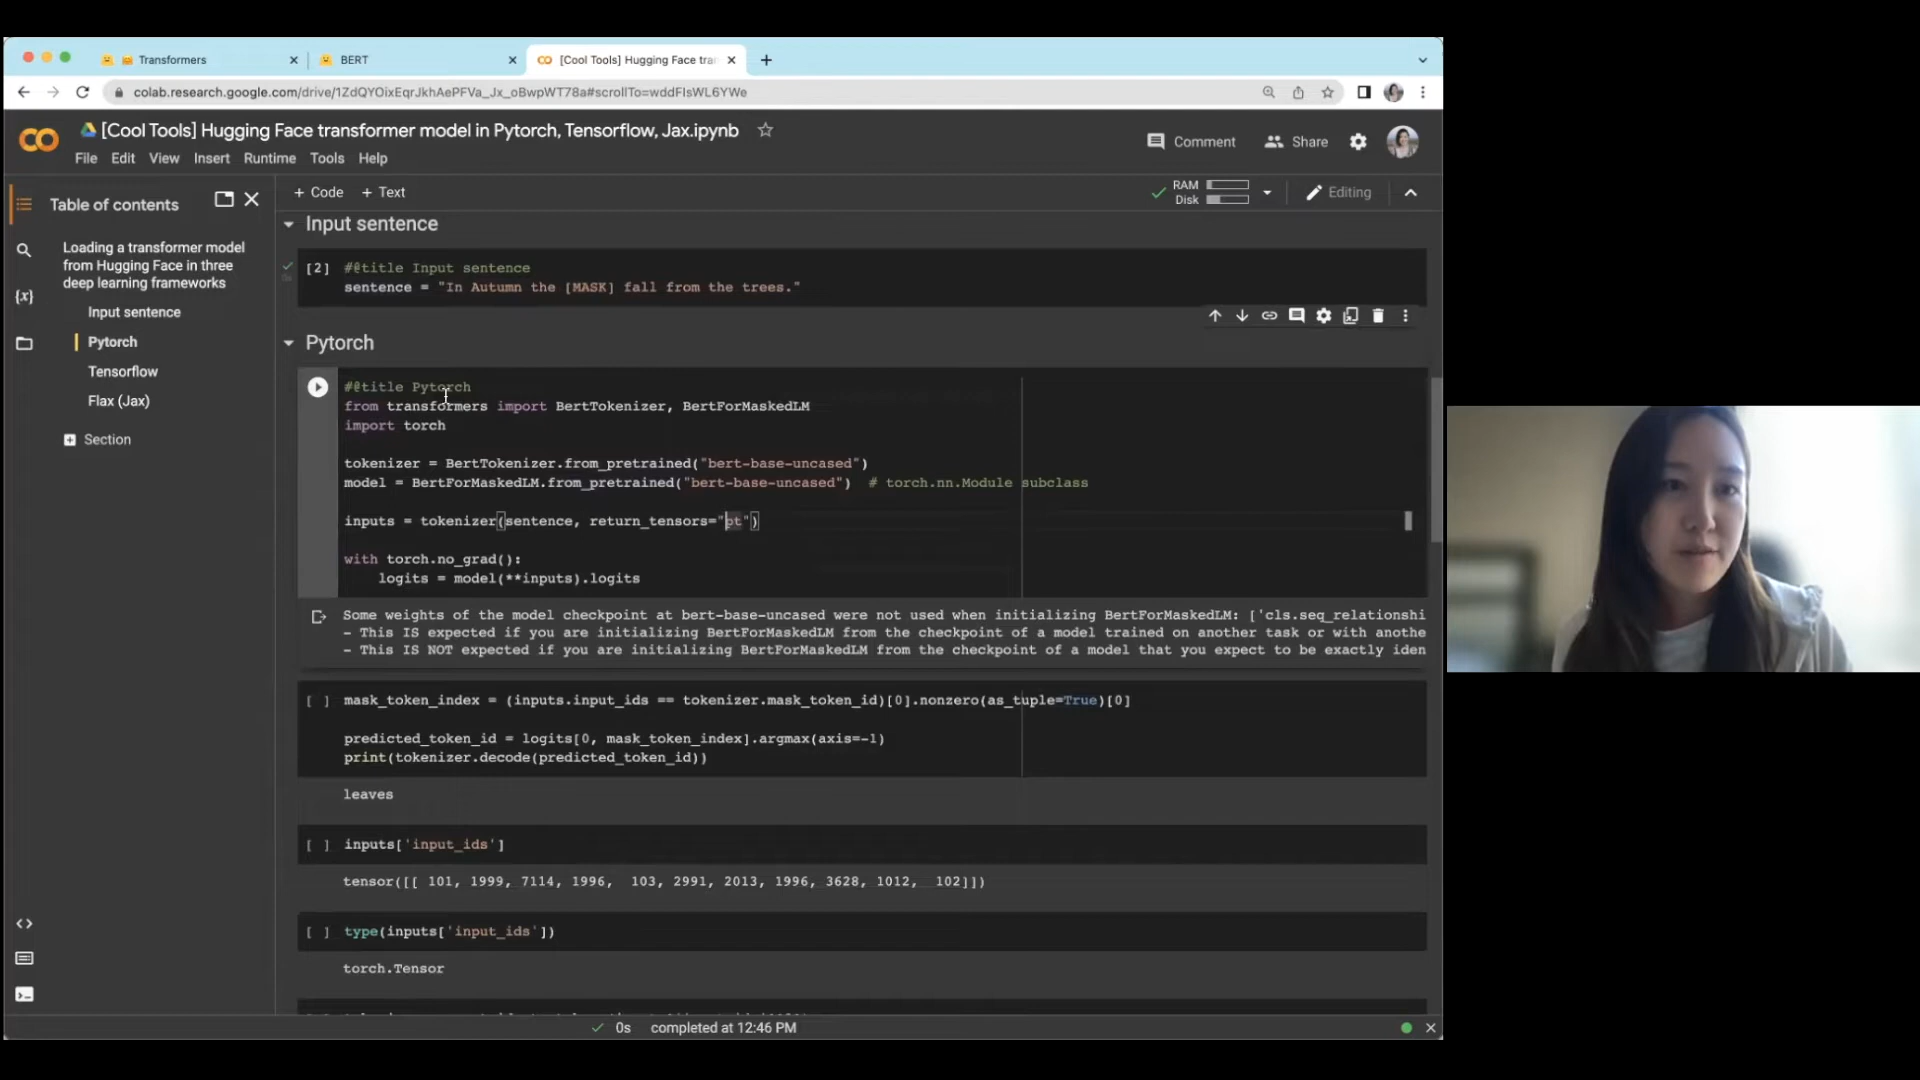 Transformers
BERT
[Cool Tools] Hugging Face tra
colab.research.google.com/drive/1ZdQYOixEqrJkhAePFVa_Jx_oBwpWT78a#scrollTo=wddFIsWL6YWe
[Cool Tools] Hugging Face transformer model in Pytorch, Tensorflow, Jax.ipynb
File Edit View Insert Runtime Tools Help
Comment Share
Table of contents
Loading a transformer model
from Hugging Face in three
deep learning frameworks
Input sentence
Pytorch
Tensorflow
Flax (Jax)
Section
+ Code + Text
RAM
Disk
Editing
Input sentence
[2] #@title Input sentence
sentence = "In Autumn the [MASK] fall from the trees."
Pytorch
#@title Pytorch
from transformers import BertTokenizer, BertForMaskedLM
import torch
tokenizer = BertTokenizer.from_pretrained("bert-base-uncased")
model = BertForMaskedLM.from_pretrained("bert-base-uncased") # torch.nn.Module subclass
inputs = tokenizer(sentence, return_tensors="pt")
with torch.no_grad():
logits = model(**inputs).logits
Some weights of the model checkpoint at bert-base-uncased were not used when initializing BertForMaskedLM: ['cls.seq_relationshi
- This IS expected if you are initializing BertForMaskedLM from the checkpoint of a model trained on another task or with anothe
- This IS NOT expected if you are initializing BertForMaskedLM from the checkpoint of a model that you expect to be exactly iden
[ ] mask_token_index = (inputs.input_ids == tokenizer.mask_token_id)[0].nonzero(as_tuple=True)[0]
predicted_token_id = logits[0, mask_token_index].argmax(axis=-1)
print(tokenizer.decode(predicted_token_id))
leaves
[ ] inputs['input_ids']
tensor([[ 101, 1999, 7114, 1996, 103, 2991, 2013, 1996, 3628, 1012, 102]])
[ ] type(inputs['input_ids'])
torch.Tensor
0s completed at 12:46 PM